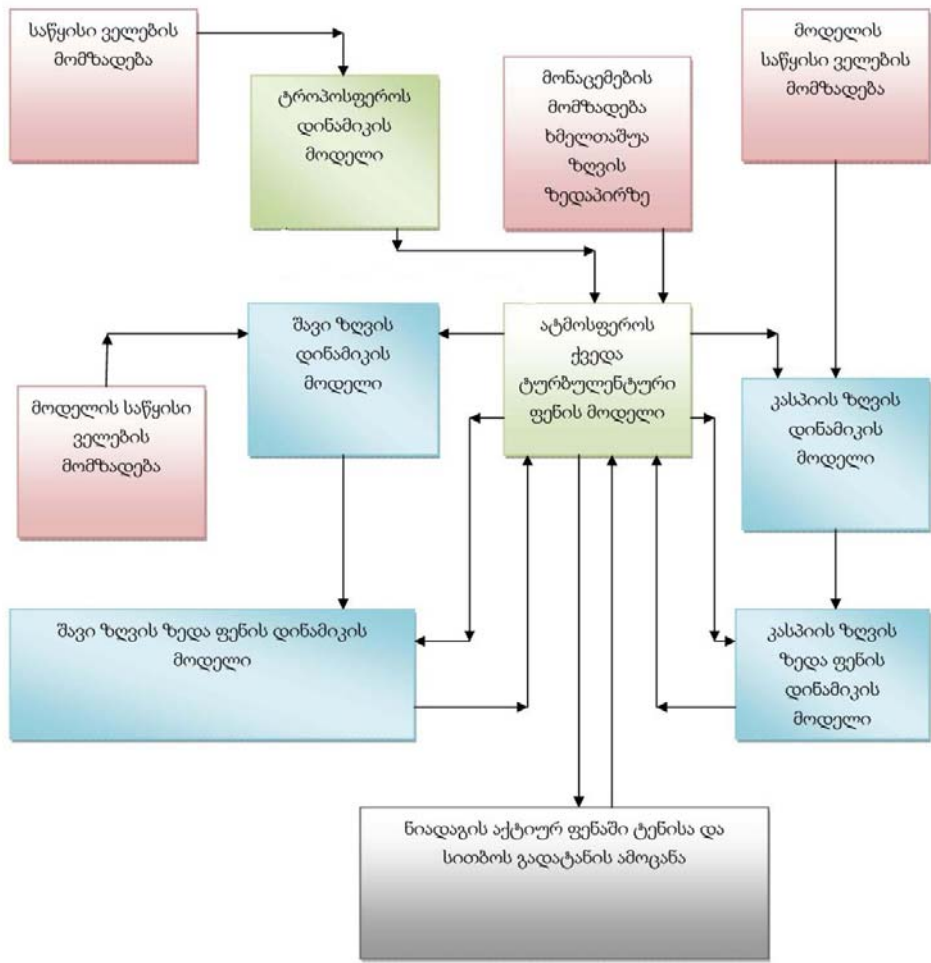 საწყისი ველების
მომზადება
ტროპოსფეროს
დინამიკის
მოდელი
მონაცემების
მომზადება
ხმელთაშუა
ზღვის
ზედაპირზე
მოდელის
საწყისი ველების
მომზადება
შავი ზღვის
დინამიკის
მოდელი
ატმოსფეროს
ქვედა
ტურბულენტური
ფენის მოდელი
მოდელის საწყისი
ველების
მომზადება
კასპიის ზღვის
დინამიკის
მოდელი
შავი ზღვის ზედა ფენის დინამიკის
მოდელი
კასპიის ზღვის
ზედა ფენის
დინამიკის
მოდელი
ნიადაგის აქტიურ ფენაში ტენისა და
სითბოს გადატანის ამოცანა